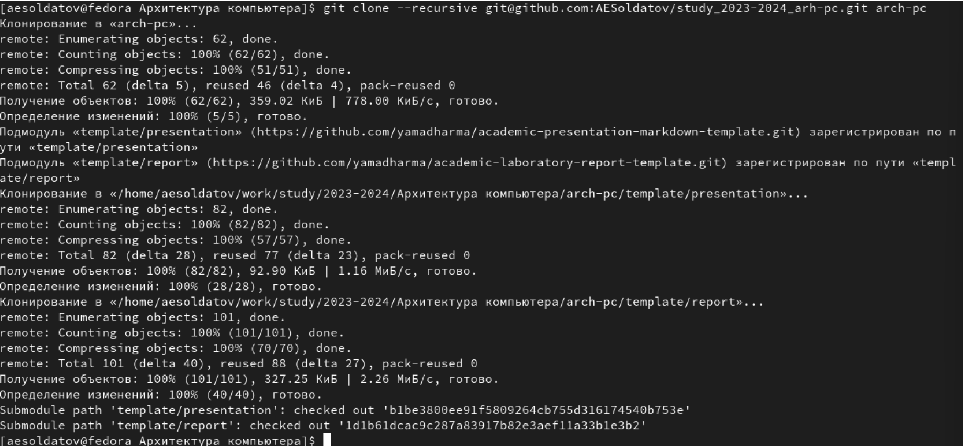 [aesoldatov@fedora Архитектура компьютера]$ git clone --recursive git@github.com:AESoldatov/study_2023-2024_arh-pc.git arch-pc
Клонирование в «arch-pc»...
remote: Enumerating objects: 62, done.
remote: Counting objects: 100% (62/62), done.
remote: Compressing objects: 100% (51/51), done.
remote: Total 62 (delta 5), reused 46 (delta 4), pack-reused 0
Получение объектов: 100% (62/62), 359.02 КиБ | 778.00 КиБ/с, готово.
Определение изменений: 100% (5/5), готово.
Подмодуль «template/presentation» (https://github.com/yamadharma/academic-presentation-markdown-template.git) зарегистрирован по п
ути «template/presentation»
Подмодуль «template/report» (https://github.com/yamadharma/academic-laboratory-report-template.git) зарегистрирован по пути «templ
ate/report»
Клонирование в «/home/aesoldatov/work/study/2023-2024/Архитектура компьютера/arch-pc/template/presentation»...
remote: Enumerating objects: 82, done.
remote: Counting objects: 100% (82/82), done.
remote: Compressing objects: 100% (57/57), done.
remote: Total 82 (delta 28), reused 77 (delta 23), pack-reused 0
Получение объектов: 100% (82/82), 92.90 КиБ | 1.16 МиБ/с, готово.
Определение изменений: 100% (28/28), готово.
Клонирование в «/home/aesoldatov/work/study/2023-2024/Архитектура компьютера/arch-pc/template/report»...
remote: Enumerating objects: 101, done.
remote: Counting objects: 100% (101/101), done.
remote: Compressing objects: 100% (70/70), done.
remote: Total 101 (delta 40), reused 88 (delta 27), pack-reused 0
Получение объектов: 100% (101/101), 327.25 КиБ | 2.26 МиБ/с, готово.
Определение изменений: 100% (40/40), готово.
Submodule path 'template/presentation': checked out 'b1be3800ee91f5809264cb755d316174540b753e'
Submodule path 'template/report': checked out '1d1b61dcac9c287a83917b82e3aef11a33b1e3b2'
[aesoldatov@fedora Архитектура компьютера]$